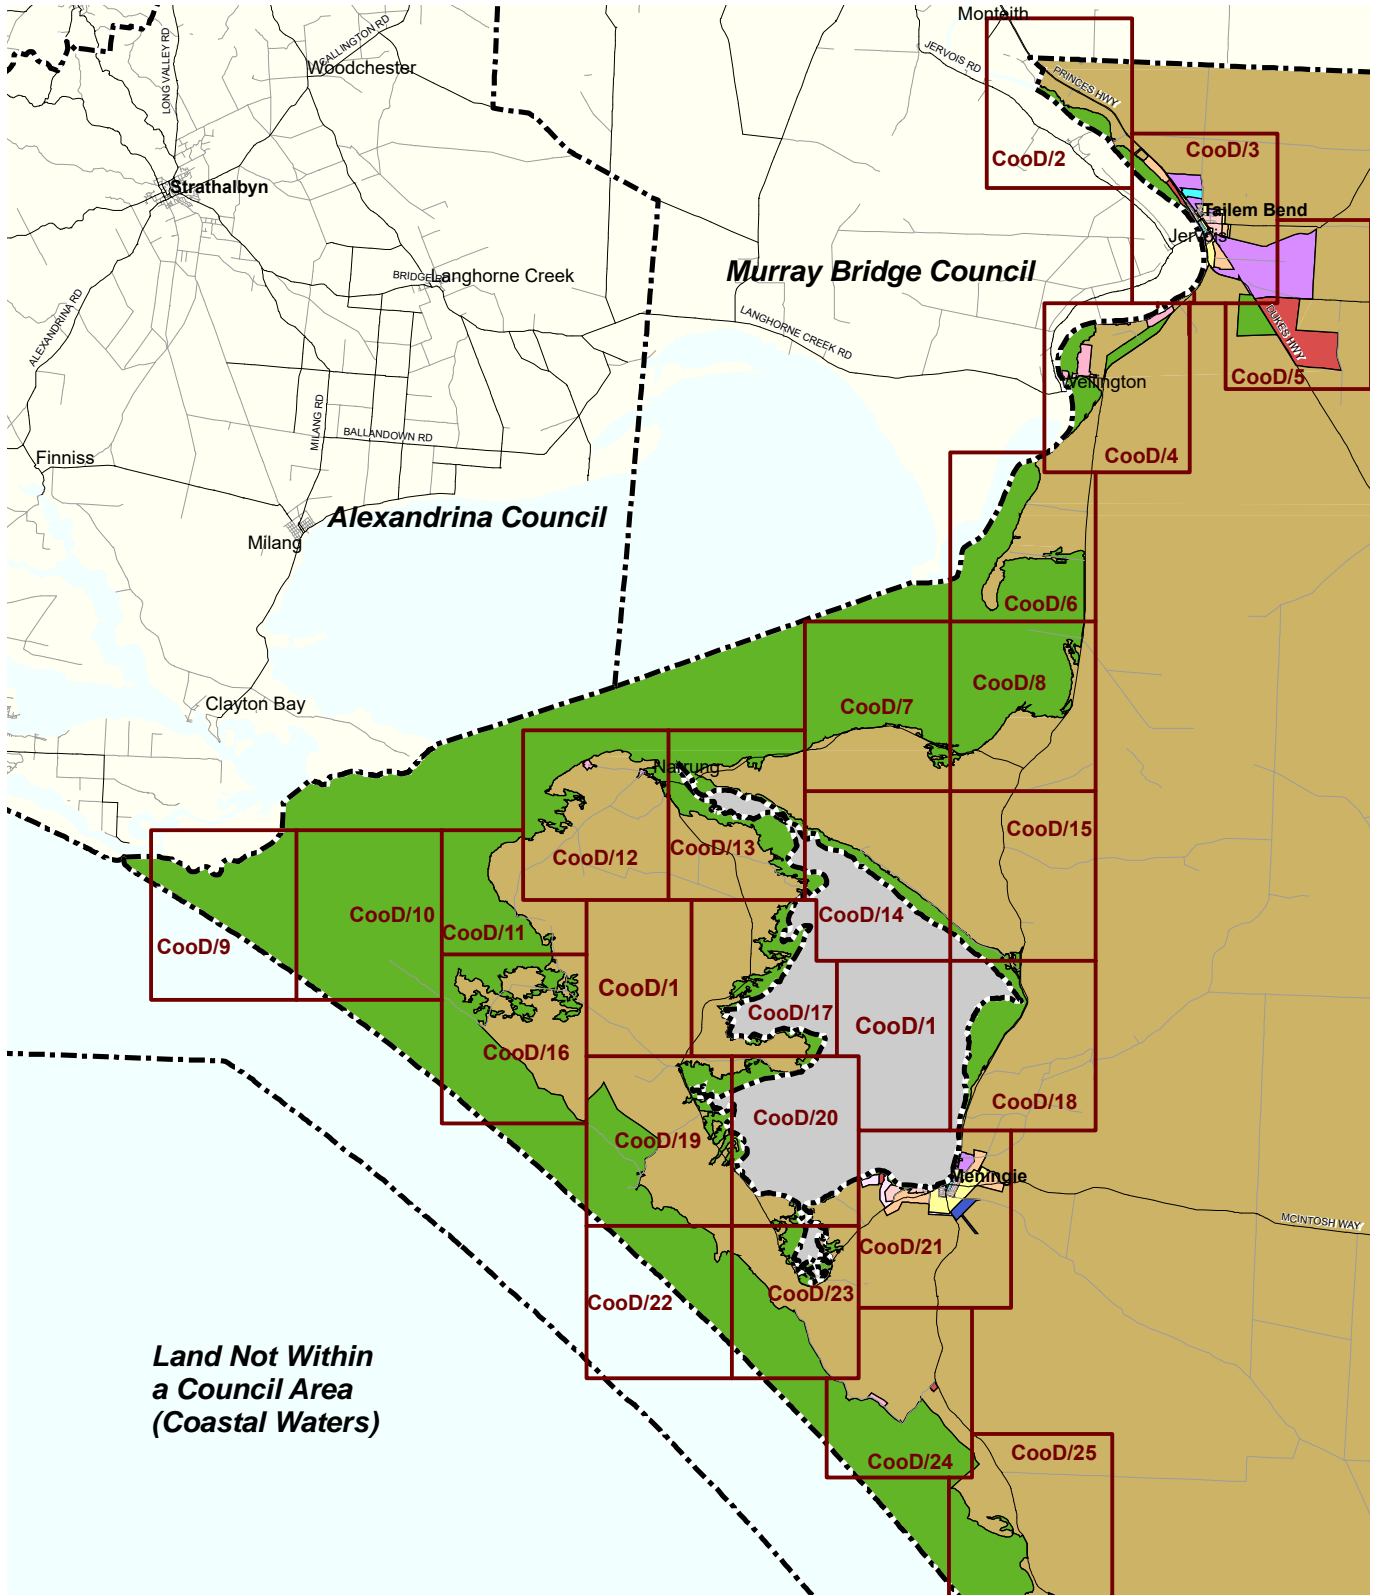 Monteith
LONG VALLEY RD
CALLINGTON RD
Woodchester
JERVOIS RD
PRINCES HWY
CooD/2
CooD/3
Strathalbyn
Tailem Bend
Jervois
Murray Bridge Council
BRIDGE RD
Langhorne Creek
ALEXANDRINA RD
LANGHORNE CREEK RD
DUKES HWY
CooD/5
Wellington
MILANG RD
BALLANDOWN RD
Finniss
CooD/4
Alexandrina Council
Milang
CooD/6
CooD/8
Clayton Bay
CooD/7
Narrung
CooD/15
CooD/12
CooD/13
CooD/10
CooD/14
CooD/11
CooD/9
CooD/1
CooD/17
CooD/1
CooD/16
CooD/18
CooD/20
CooD/19
Meningie
MCINTOSH WAY
CooD/21
CooD/23
CooD/22
Land Not Within
a Council Area
(Coastal Waters)
CooD/25
CooD/24